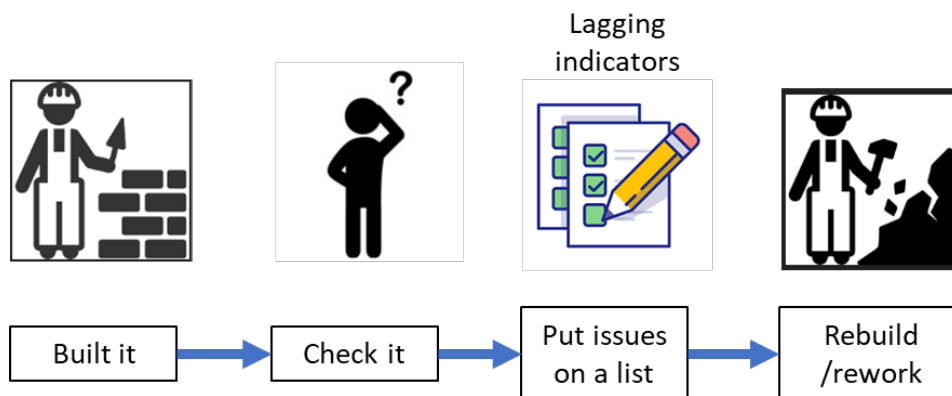 Lagging
indicators
?
Built it
Check it
Put issues
on a list
Rebuild
/rework